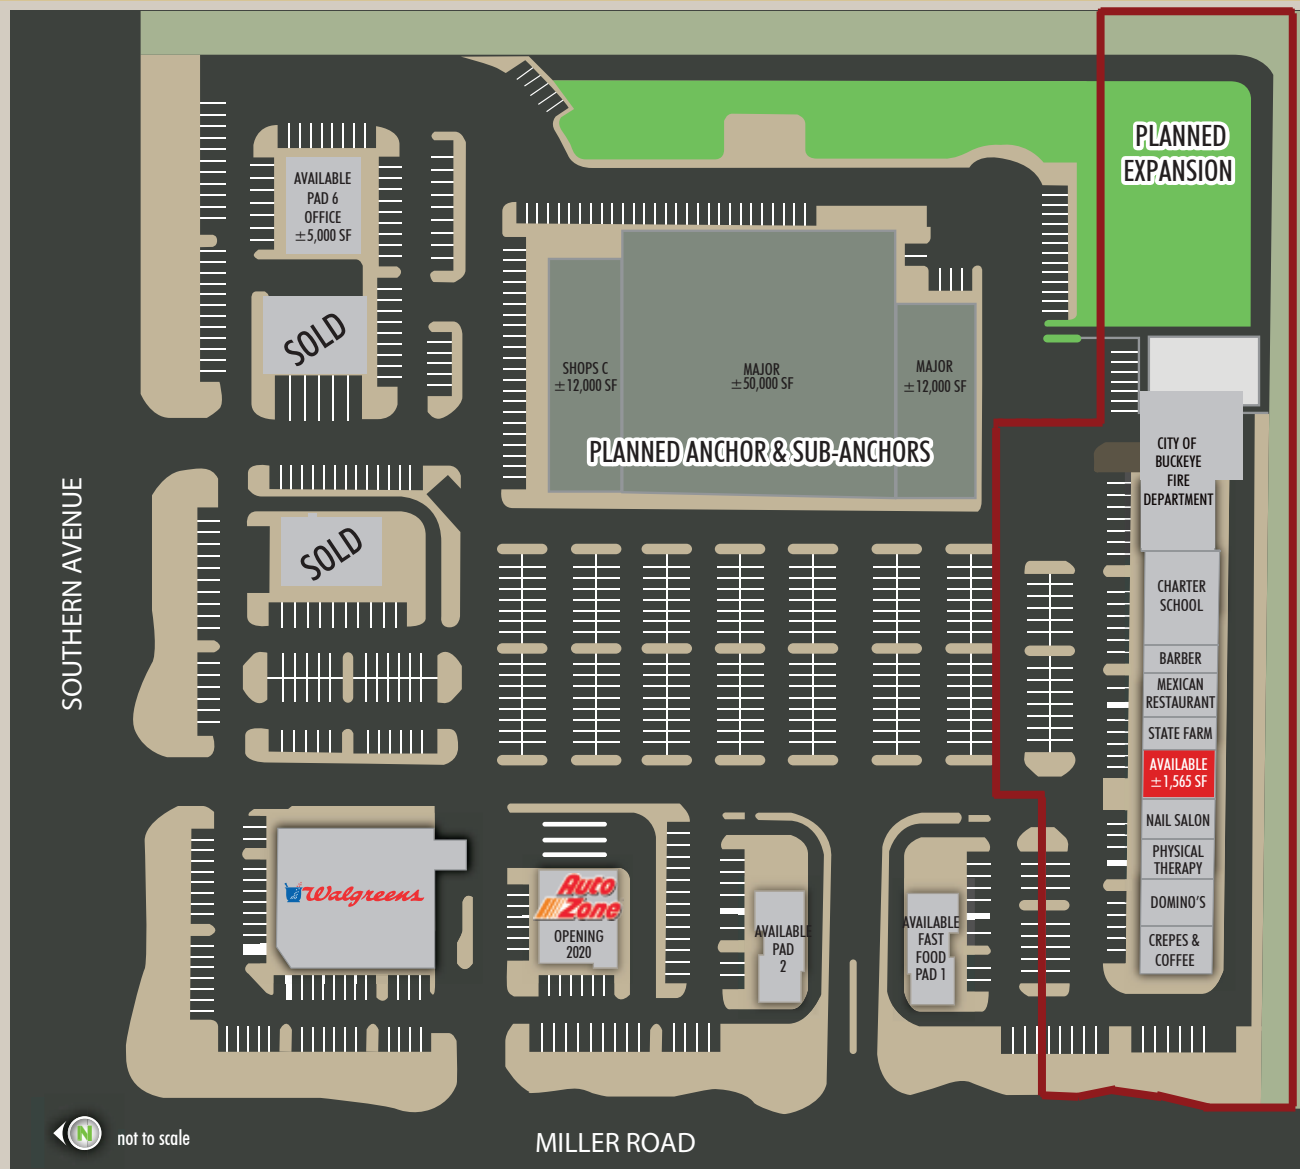 PLANNED
EXPANSION
AVAILABLE
PAD 6
OFFICE
±5,000 SF
SOLD
SHOPS C
±12,000 SF
MAJOR
±50,000 SF
MAJOR
±12,000 SF
PLANNED ANCHOR & SUB-ANCHORS
CITY OF
BUCKEYE
FIRE
DEPARTMENT
SOUTHERN AVENUE
SOLD
CHARTER
SCHOOL
BARBER
MEXICAN
RESTAURANT
STATE FARM
AVAILABLE
±1,565 SF
NAIL SALON
PHYSICAL
THERAPY
DOMINO'S
CREPES &
COFFEE
Walgreens
Auto
Zone
OPENING
2020
AVAILABLE
PAD
2
AVAILABLE
FAST
FOOD
PAD 1
N
not to scale
MILLER ROAD